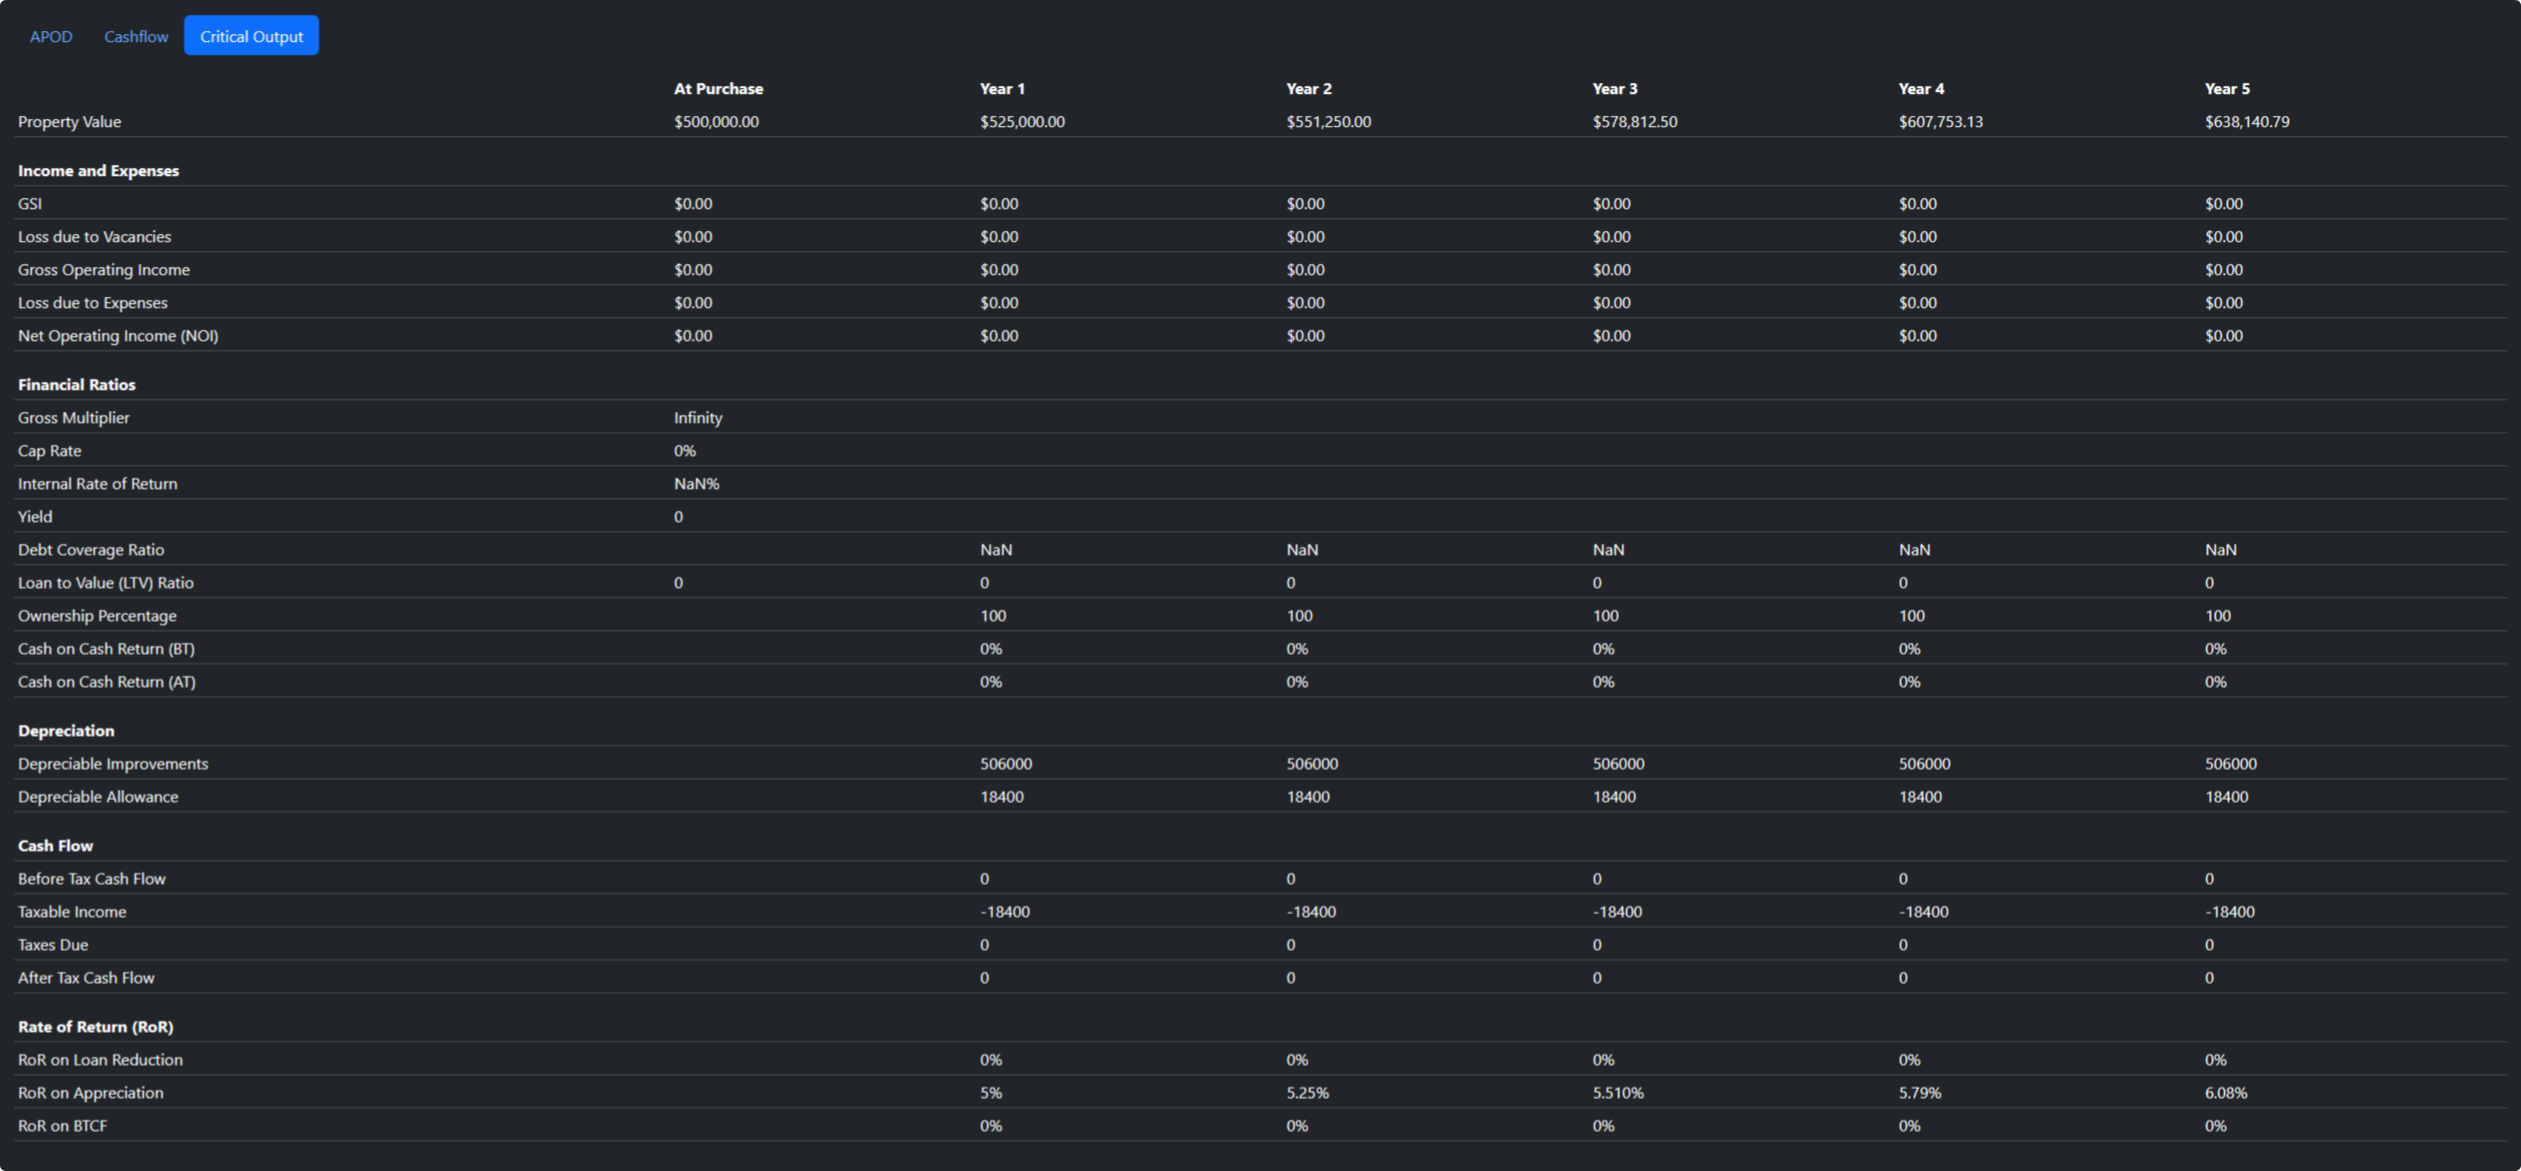 APOD Cashflow Critical Output
At Purchase Year 1 Year 2 Year 3 Year 4 Year 5
Property Value $500,000.00 $525,000.00 $551,250.00 $578,812.50 $607,753.13 $638,140.79
Income and Expenses
GSI $0.00 $0.00 $0.00 $0.00 $0.00 $0.00
Loss due to Vacancies $0.00 $0.00 $0.00 $0.00 $0.00 $0.00
Gross Operating Income $0.00 $0.00 $0.00 $0.00 $0.00 $0.00
Loss due to Expenses $0.00 $0.00 $0.00 $0.00 $0.00 $0.00
Net Operating Income (NOI) $0.00 $0.00 $0.00 $0.00 $0.00 $0.00
Financial Ratios
Gross Multiplier Infinity
Cap Rate 0%
Internal Rate of Return NaN%
Yield 0
Debt Coverage Ratio NaN NaN NaN NaN NaN
Loan to Value (LTV) Ratio 0 0 0 0 0 0
Ownership Percentage 100 100 100 100 100
Cash on Cash Return (BT) 0% 0% 0% 0% 0%
Cash on Cash Return (AT) 0% 0% 0% 0% 0%
Depreciation
Depreciable Improvements 506000 506000 506000 506000 506000
Depreciable Allowance 18400 18400 18400 18400 18400
Cash Flow
Before Tax Cash Flow 0 0 0 0 0
Taxable Income -18400 -18400 -18400 -18400 -18400
Taxes Due 0 0 0 0 0
After Tax Cash Flow 0 0 0 0 0
Rate of Return (RoR)
RoR on Loan Reduction 0% 0% 0% 0% 0%
RoR on Appreciation 5% 5.25% 5.510% 5.79% 6.08%
RoR on BTCF 0% 0% 0% 0% 0%